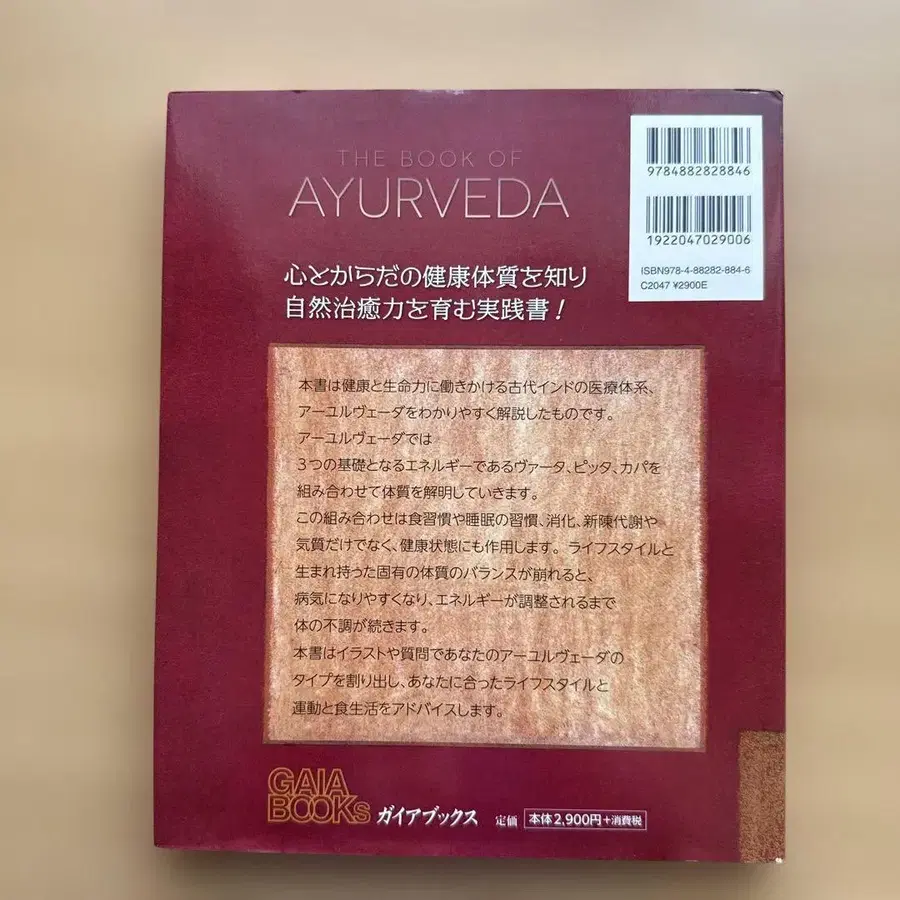 THE BOOK OF
AYURVEDA
9784882828846
1922047029006
ISBN978-4-88282-884-6
C2047 ¥2900E
心とからだの健康体質を知り
自然治癒力を育む実践書!
本書は健康と生命力に働きかける古代インドの医療体系、
アーユルヴェーダをわかりやすく解説したものです。
アーユルヴェーダでは
3つの基礎となるエネルギーであるヴァータ、ピッタ、カパを
組み合わせて体質を解明していきます。
この組み合わせは食習慣や睡眠の習慣、消化、新陳代謝や
気質だけでなく、健康状態にも作用します。ライフスタイルと
生まれ持った固有の体質のバランスが崩れると、
病気になりやすくなり、エネルギーが調整されるまで
体の不調が続きます。
本書はイラストや質問であなたのアーユルヴェーダの
タイプを割り出し、あなたに合ったライフスタイルと
運動と食生活をアドバイスします。
GAIA
BOOKs ガイアブックス 定価 本体2,900円+消費税